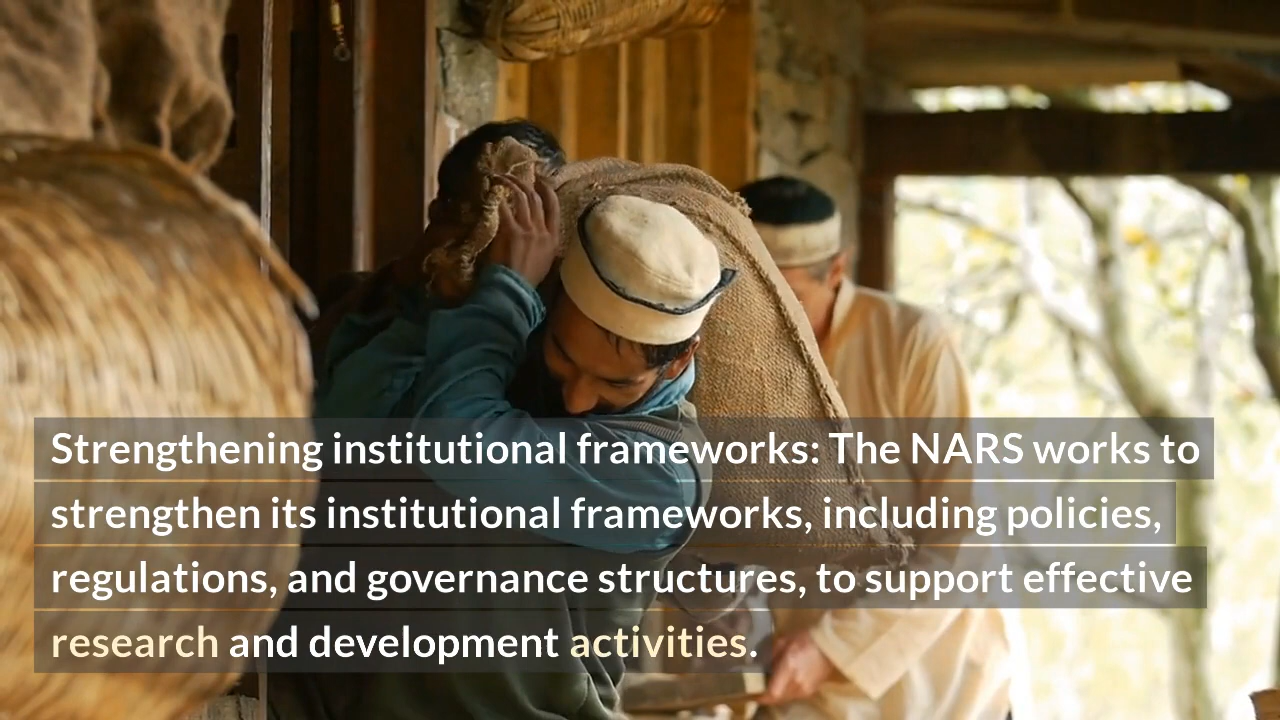 Strengthening institutional frameworks: The NARS works to
strengthen its institutional frameworks, including policies,
regulations, and governance structures, to support effective
research and development activities.